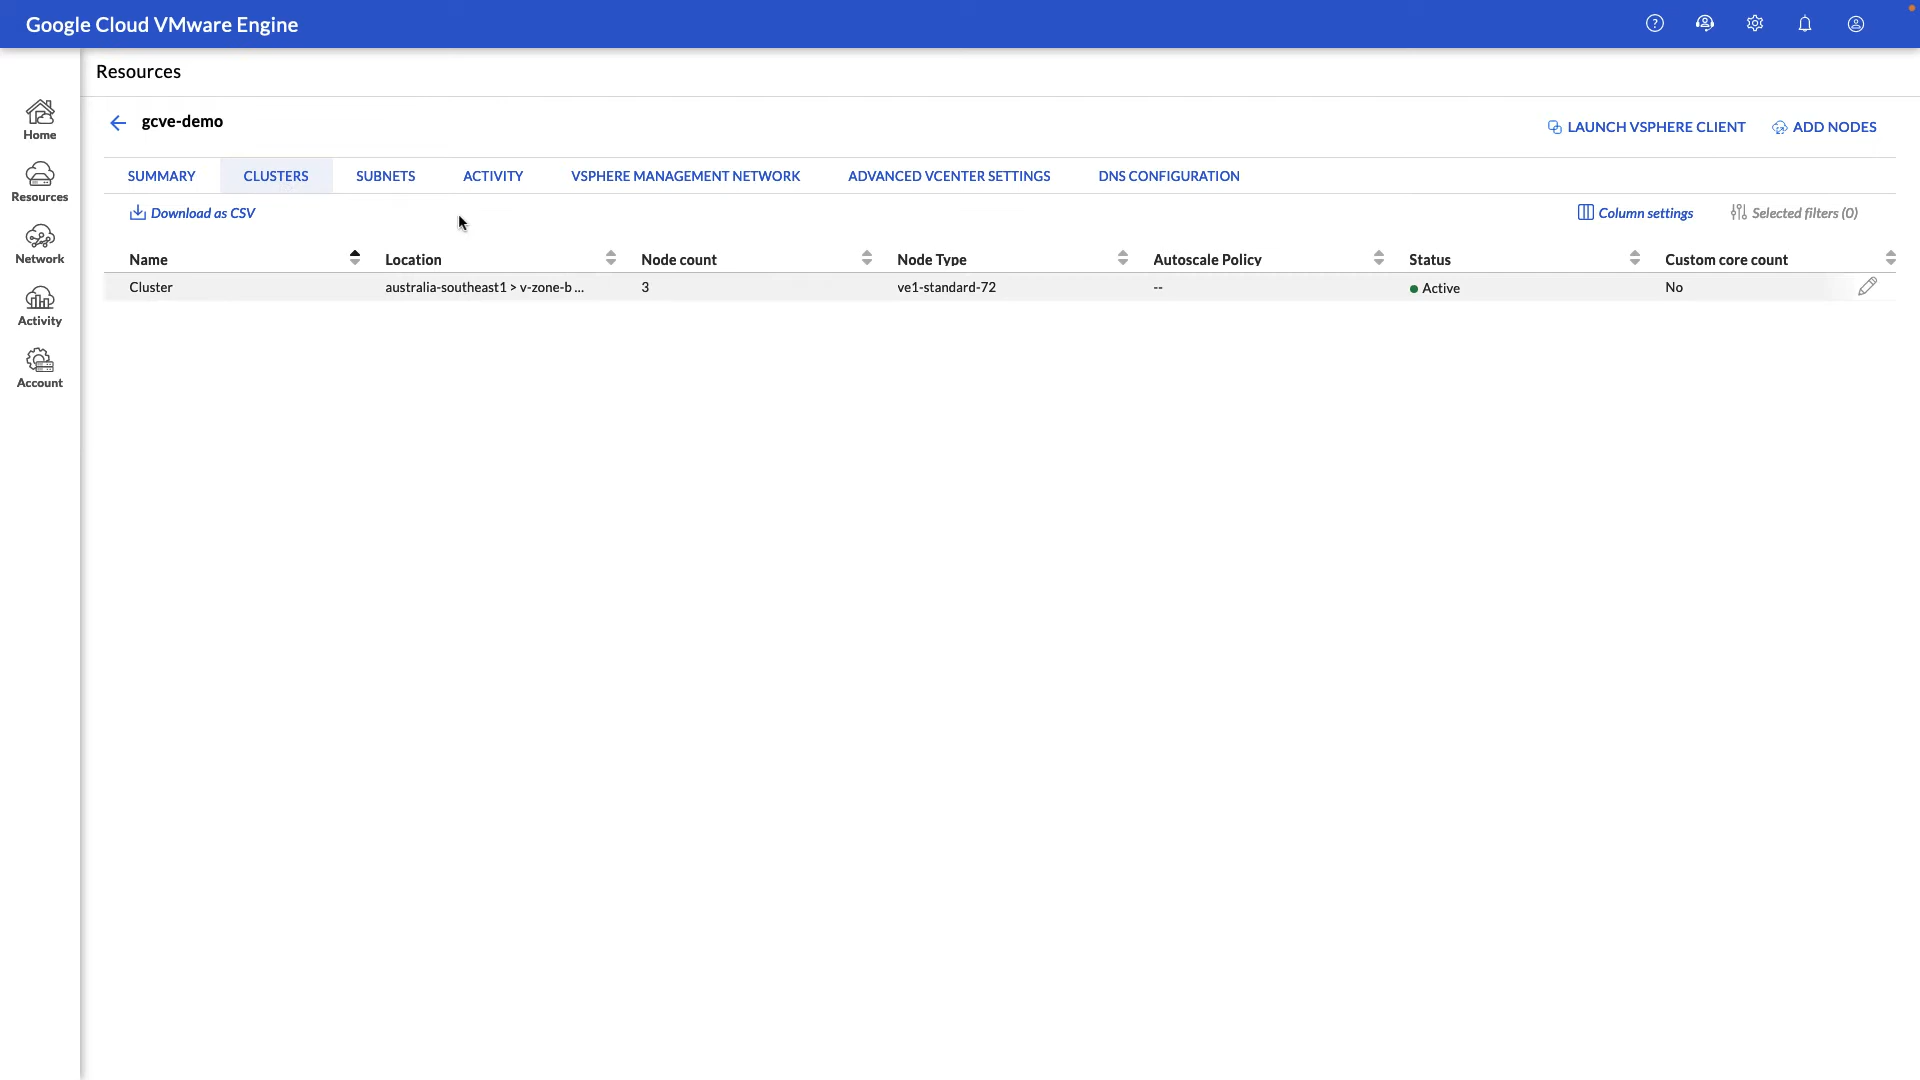 Google Cloud VMware Engine
Resources
Home
Resources
Network
Activity
Account
gcve-demo
LAUNCH VSPHERE CLIENT
ADD NODES
SUMMARY CLUSTERS SUBNETS ACTIVITY VSPHERE MANAGEMENT NETWORK ADVANCED VCENTER SETTINGS DNS CONFIGURATION
Download as CSV
Column settings
Selected filters (0)
Name Location Node count Node Type Autoscale Policy Status Custom core count
Cluster australia-southeast1 > v-zone-b ... 3 ve1-standard-72 -- Active No